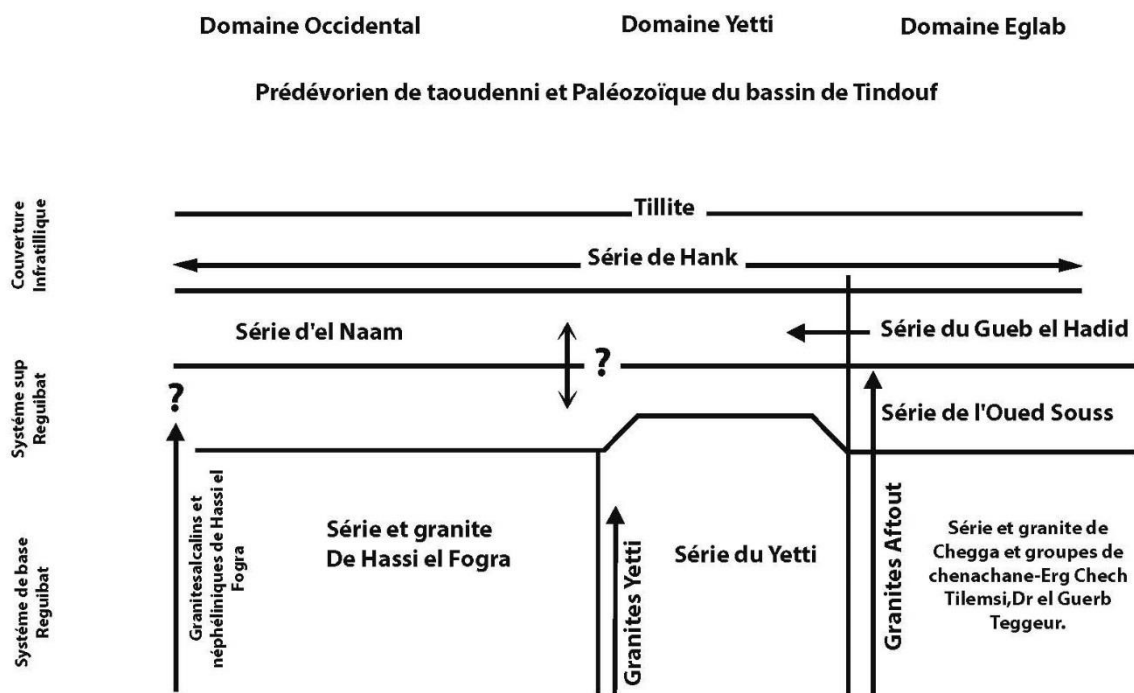 Domaine Occidental
Domaine Yetti
Domaine Eglab
Prédévorien de taoudenni et Paléozoïque du bassin de Tindouf
Couverture
Infratillique
Tillite
Série de Hank
Série d'el Naam
?
Série du Gueb el Hadid
Systéme sup
Reguibat
?
Série de l'Oued Souss
Systéme de base
Reguibat
Granitesalcalins et
néphéliniques de Hassi el
Fogra
Série et granite
De Hassi el Fogra
Granites Yetti
Série du Yetti
Granites Aftout
Série et granite de
Chegga et groupes de
chenachane-Erg Chech
Tilemsi,Dr el Guerb
Teggeur.